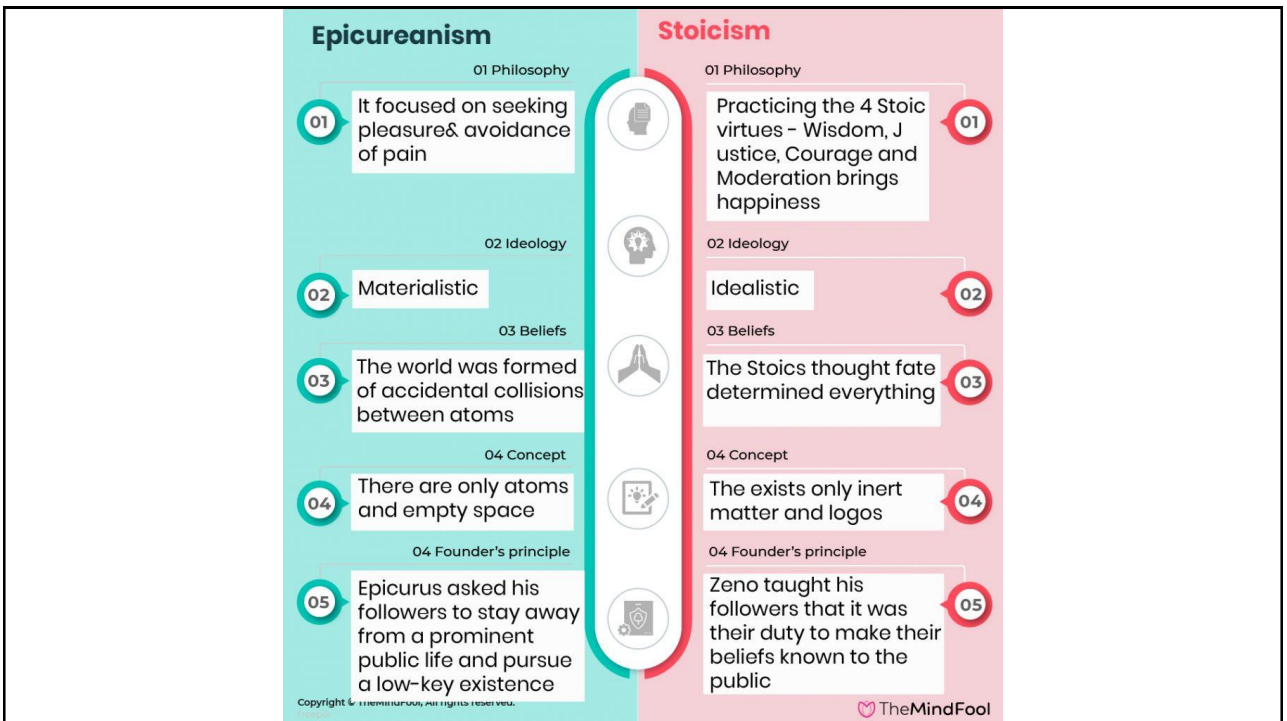 Epicureanism
01 Philosophy
01
It focused on seeking
pleasure& avoidance
of pain
02 Ideology
02
Materialistic
03 Beliefs
03
The world was formed
of accidental collisions
between atoms
04 Concept
04
There are only atoms
and empty space
04 Founder's principle
05
Epicurus asked his
followers to stay away
from a prominent
public life and pursue
a low-key existence
Copyright © TheMindFool, All rights reserved.
Stoicism
01 Philosophy
Practicing the 4 Stoic
virtues - Wisdom, J
ustice, Courage and
Moderation brings
happiness
01
02 Ideology
Idealistic
02
03 Beliefs
The Stoics thought fate
determined everything
03
04 Concept
The exists only inert
matter and logos
04
04 Founder's principle
Zeno taught his
followers that it was
their duty to make their
beliefs known to the
public
05
TheMindFool